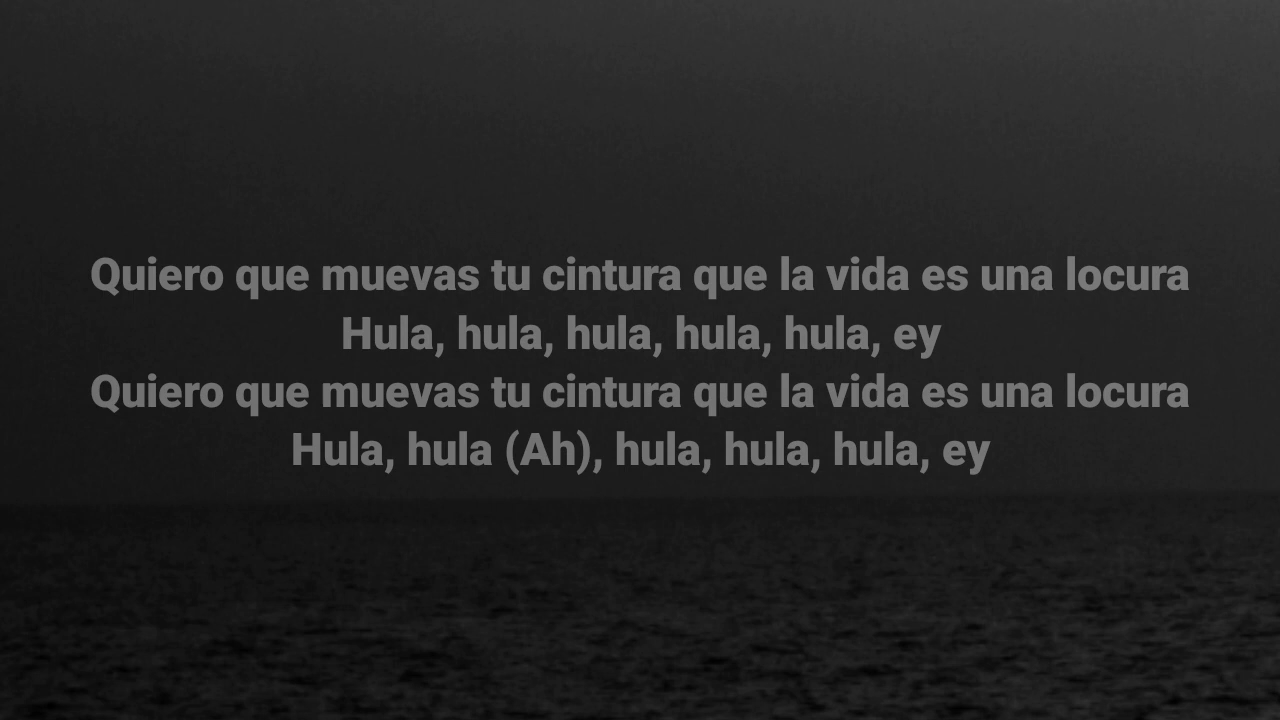 Quiero que muevas tu cintura que la vida es una locura
Hula, hula, hula, hula, hula, ey
Quiero que muevas tu cintura que la vida es una locura
Hula, hula (Ah), hula, hula, hula, ey